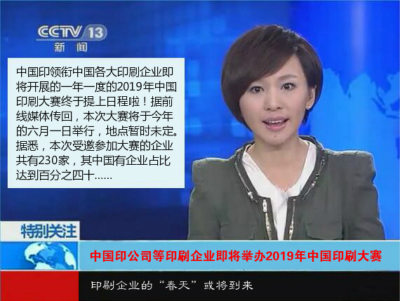 CCTV 13
新闻
中国印领衔中国各大印刷企业即
将开展的一年一度的2019年中国
印刷大赛终于提上日程啦！据前
线媒体传回，本次大赛将于今年
的六月一日举行，地点暂时未定。
据悉，本次受邀参加大赛的企业
共有230家，其中国有企业占比
达到百分之四十......
特别关注
中国印公司等印刷企业即将举办2019年中国印刷大赛
印刷企业的“春天”或将到来